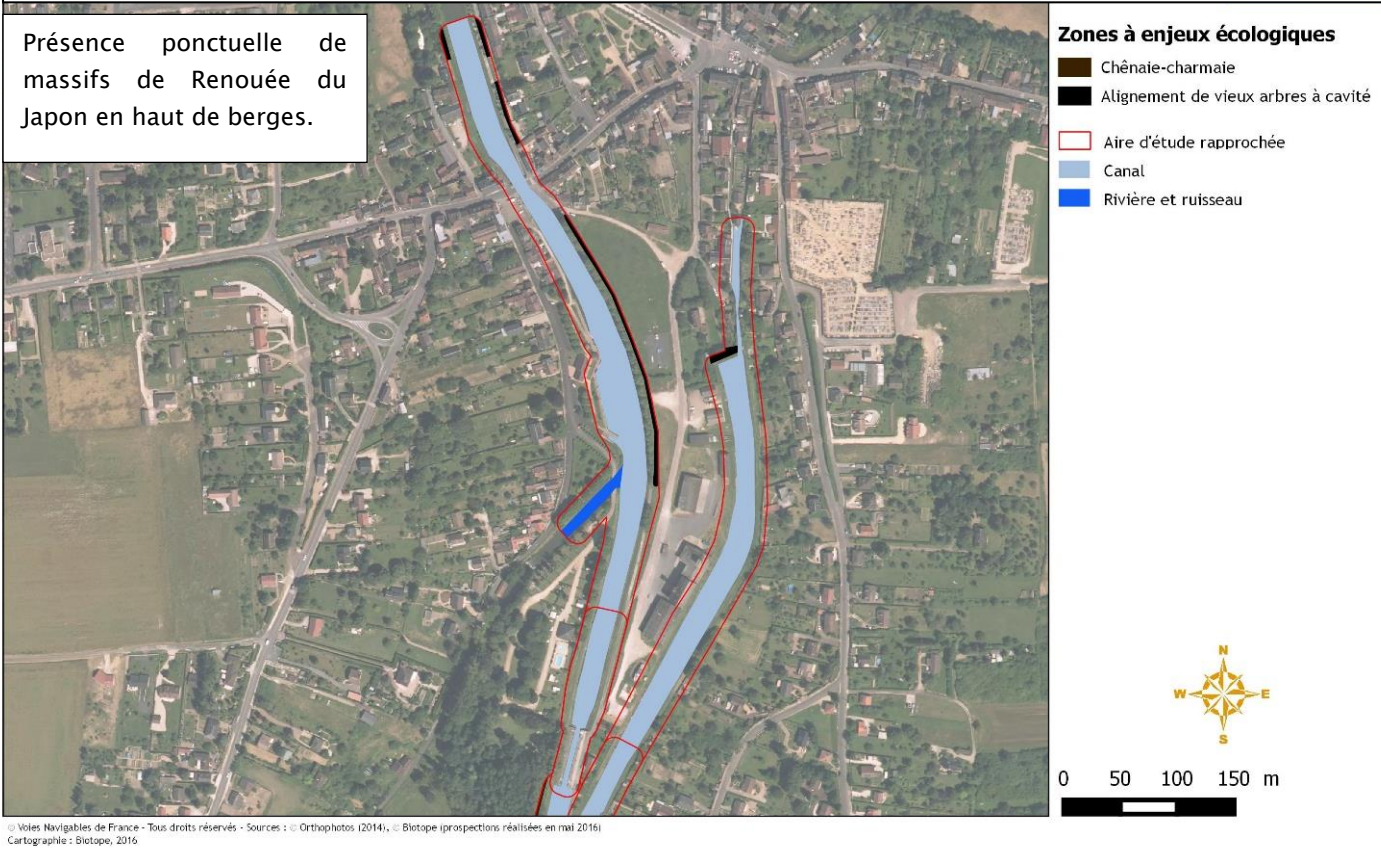 Présence ponctuelle de
massifs de Renouée du
Japon en haut de berges.
Zones à enjeux écologiques
Chênaie-charmaie
Alignement de vieux arbres à cavité
Aire d'étude rapprochée
Canal
Rivière et ruisseau
N
W E
S
0 50 100 150 m
© Voies Navigables de France - Tous droits réservés - Sources : © Orthophotos (2014), © Biotope (prospections réalisées en mai 2016)
Cartographie : Biotope, 2016